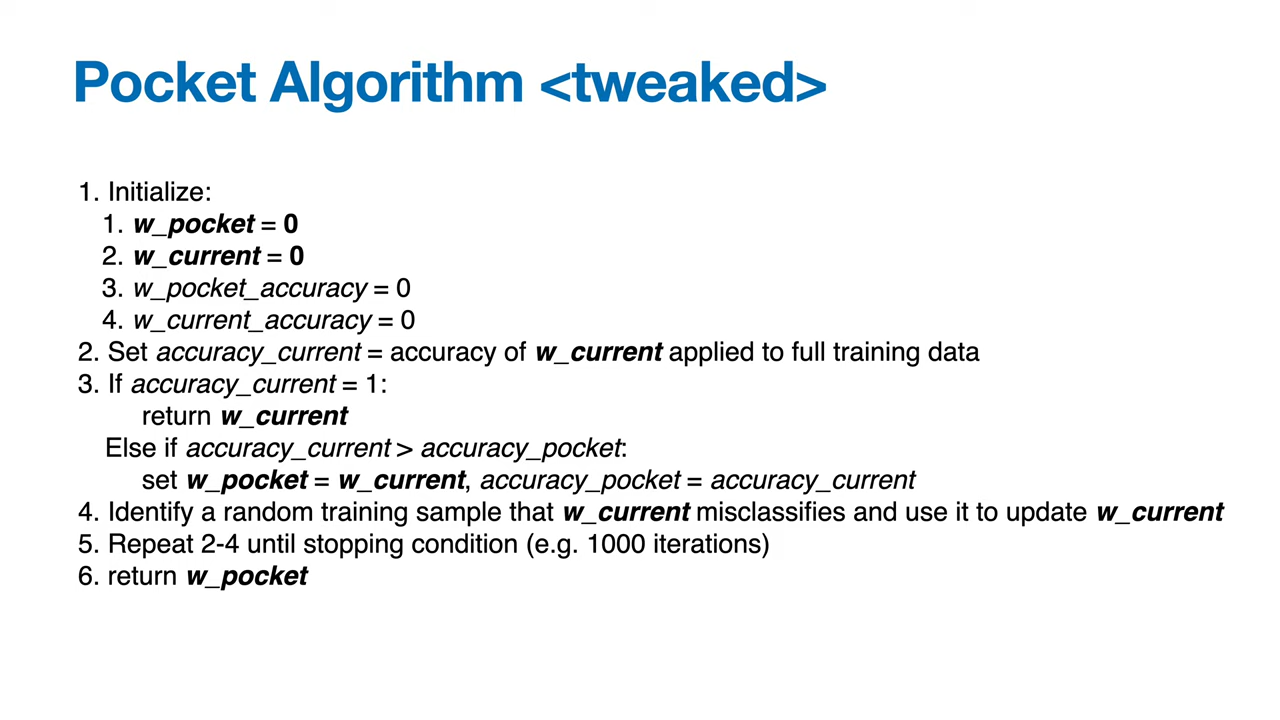 Pocket Algorithm <tweaked>
1. Initialize:
1. w_pocket = 0
2. w_current = 0
3. w_pocket_accuracy = 0
4. w_current_accuracy = 0
2. Set accuracy_current = accuracy of w_current applied to full training data
3. If accuracy_current = 1:
return w_current
Else if accuracy_current > accuracy_pocket:
set w_pocket = w_current, accuracy_pocket = accuracy_current
4. Identify a random training sample that w_current misclassifies and use it to update w_current
5. Repeat 2-4 until stopping condition (e.g. 1000 iterations)
6. return w_pocket